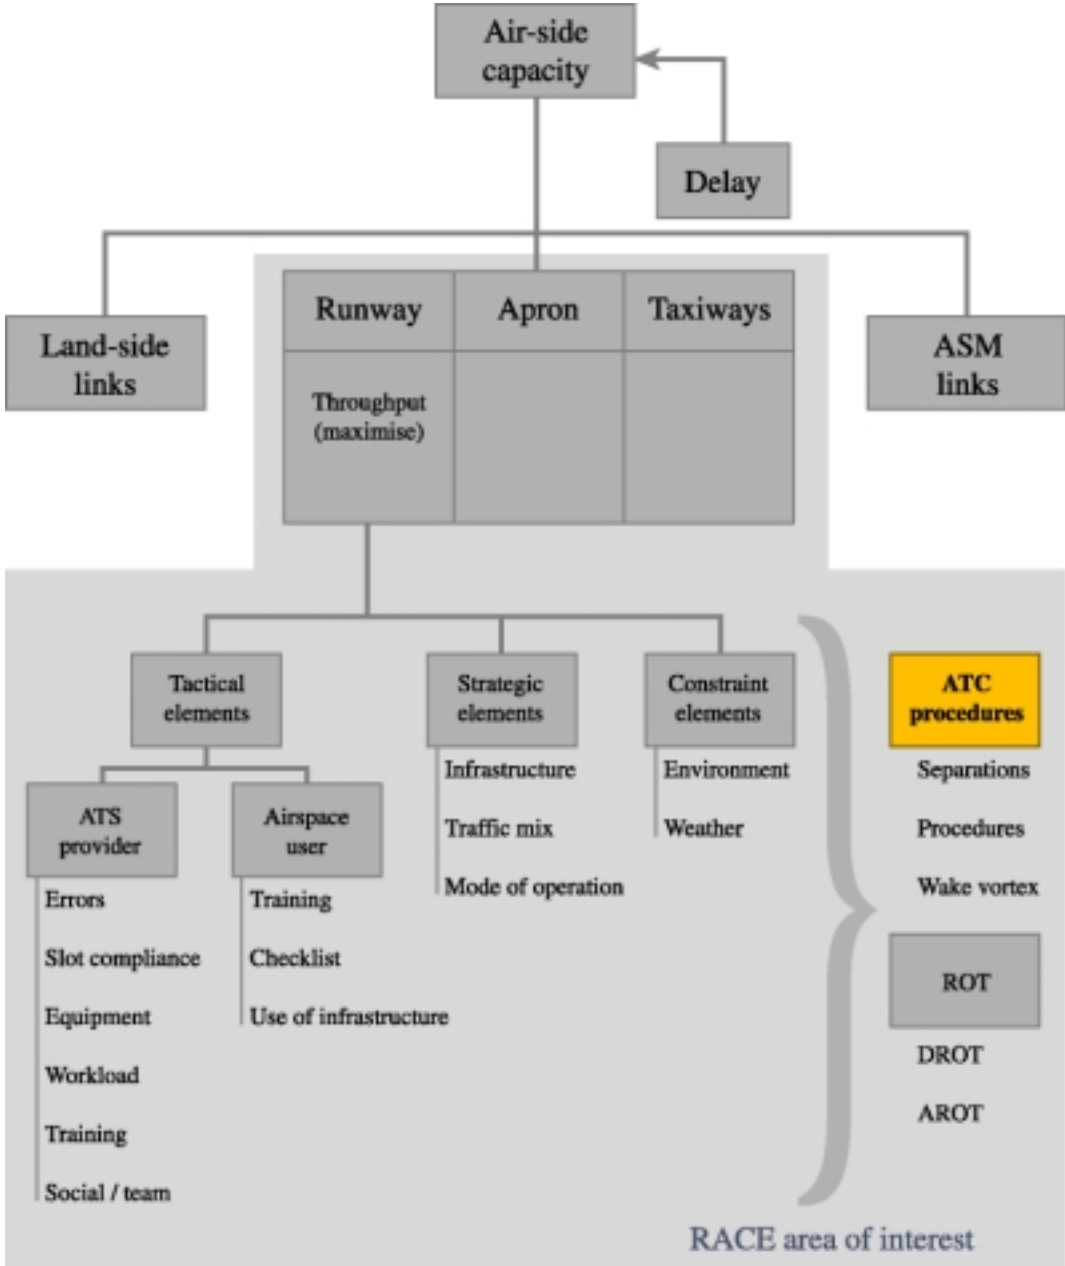 Air-side
capacity
Delay
Land-side
links
Runway
Apron
Taxiways
ASM
links
Throughput
(maximise)
Tactical
elements
Strategic
elements
Constraint
elements
ATC
procedures
ATS
provider
Airspace
user
Infrastructure
Traffic mix
Mode of operation
Environment
Weather
Separations
Procedures
Wake vortex
Errors
Slot compliance
Equipment
Workload
Training
Social / team
Training
Checklist
Use of infrastructure
ROT
DROT
AROT
RACE area of interest